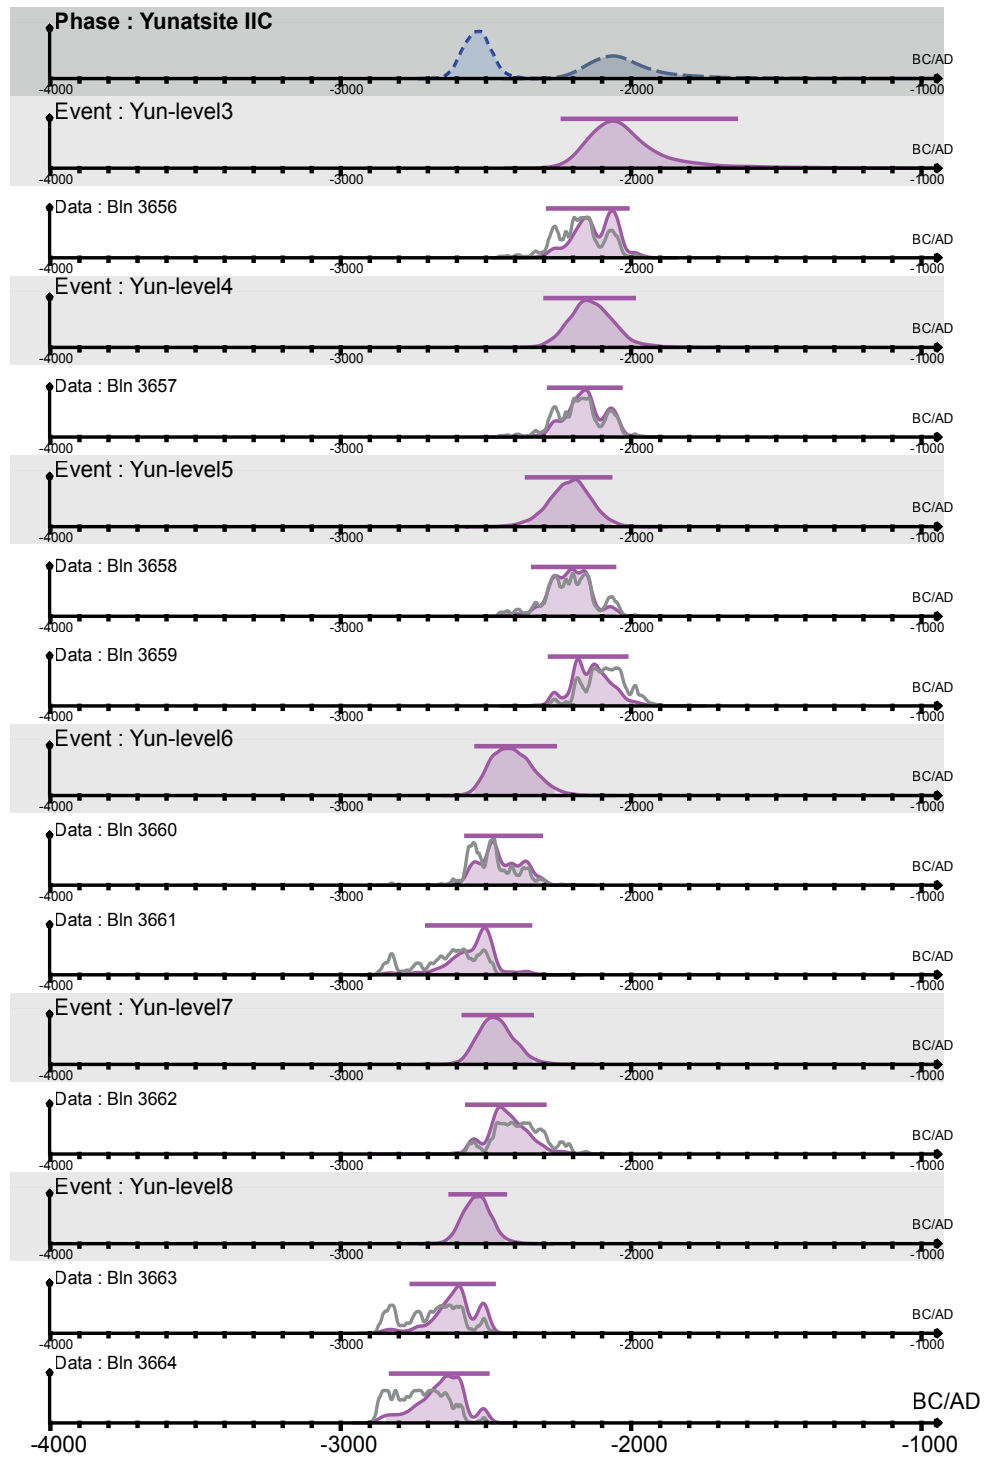 Phase : Yunatsite IIC
BC/AD
-4000 -3000 -2000 -1000
Event : Yun-level3
BC/AD
-4000 -3000 -2000 -1000
Data : Bln 3656
BC/AD
-4000 -3000 -2000 -1000
Event : Yun-level4
BC/AD
-4000 -3000 -2000 -1000
Data : Bln 3657
BC/AD
-4000 -3000 -2000 -1000
Event : Yun-level5
BC/AD
-4000 -3000 -2000 -1000
Data : Bln 3658
BC/AD
-4000 -3000 -2000 -1000
Data : Bln 3659
BC/AD
-4000 -3000 -2000 -1000
Event : Yun-level6
BC/AD
-4000 -3000 -2000 -1000
Data : Bln 3660
BC/AD
-4000 -3000 -2000 -1000
Data : Bln 3661
BC/AD
-4000 -3000 -2000 -1000
Event : Yun-level7
BC/AD
-4000 -3000 -2000 -1000
Data : Bln 3662
BC/AD
-4000 -3000 -2000 -1000
Event : Yun-level8
BC/AD
-4000 -3000 -2000 -1000
Data : Bln 3663
BC/AD
-4000 -3000 -2000 -1000
Data : Bln 3664
BC/AD
-4000 -3000 -2000 -1000